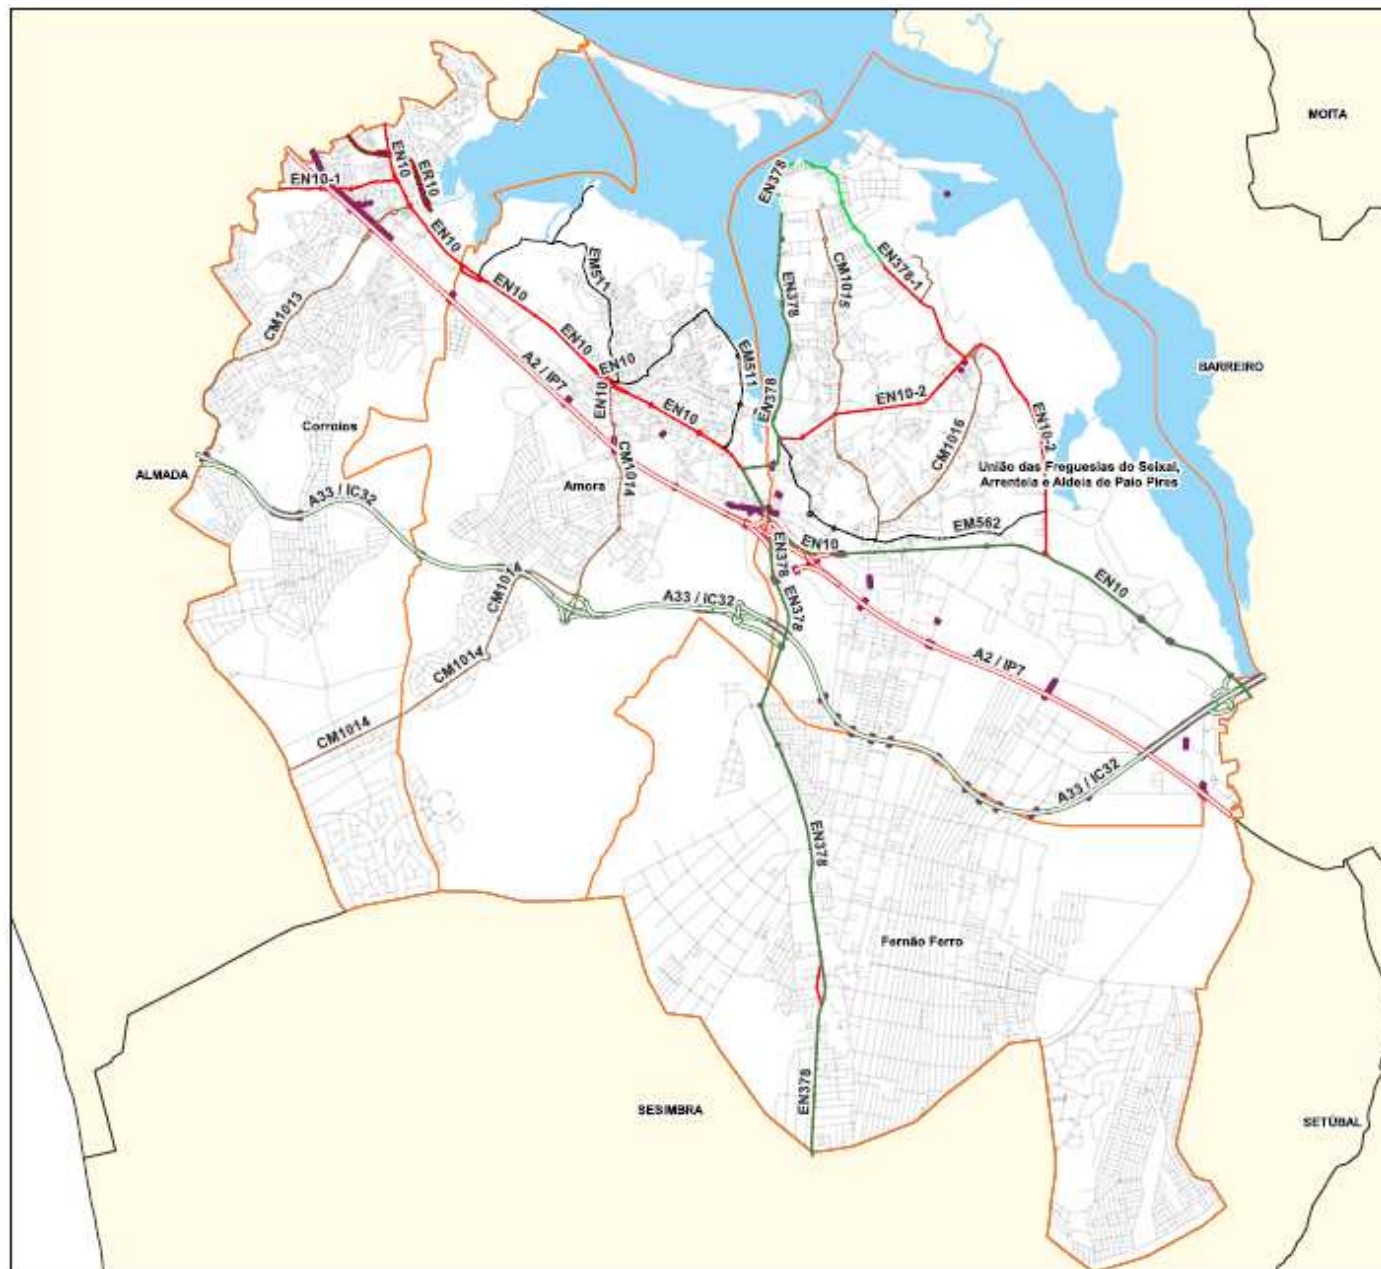 MOITA
EN10
ER10
EN10-1
EN378
EN10
EM511
EN378-1
CM1015
EN378
CM1013
EN10
EN10
EN10
BARREIRO
A2 / IP7
EM511
EN378
EN10
EN10-2
EN10
Corroios
CM1016
EN10-2
CM1014
ALMADA
União das Freguesias do Seixal,
Arrentela e Aldeia de Paio Pires
A33 / IC32
Amora
EM562
EN10
EN378
EN10
CM1014
A33 / IC32
EN378
CM1014
A2 / IP7
CM1014
A33 / IC32
EN378
Fernão Ferro
EN378
SESIMBRA
SETÚBAL